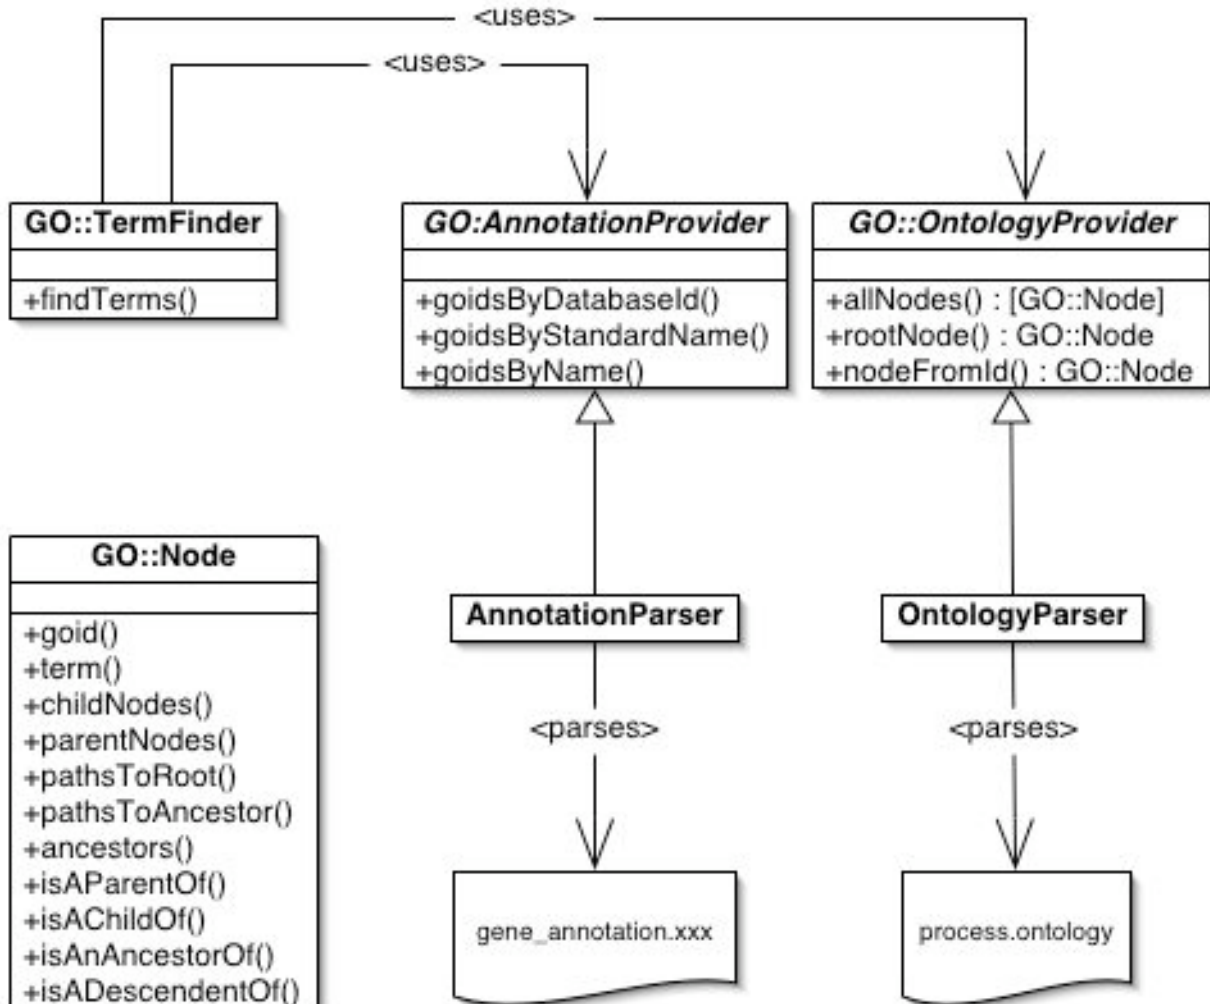 <uses>
<uses>
GO::TermFinder
+findTerms()
GO:AnnotationProvider
+goidsByDatabaseId()
+goidsByStandardName()
+goidsByName()
GO::OntologyProvider
+allNodes() : [GO::Node]
+rootNode() : GO::Node
+nodeFromId() : GO::Node
GO::Node
+goid()
+term()
+childNodes()
+parentNodes()
+pathsToRoot()
+pathsToAncestor()
+ancestors()
+isAParentOf()
+isAChildOf()
+isAnAncestorOf()
+isADescendentOf()
AnnotationParser
<parses>
gene_annotation.xxx
OntologyParser
<parses>
process.ontology